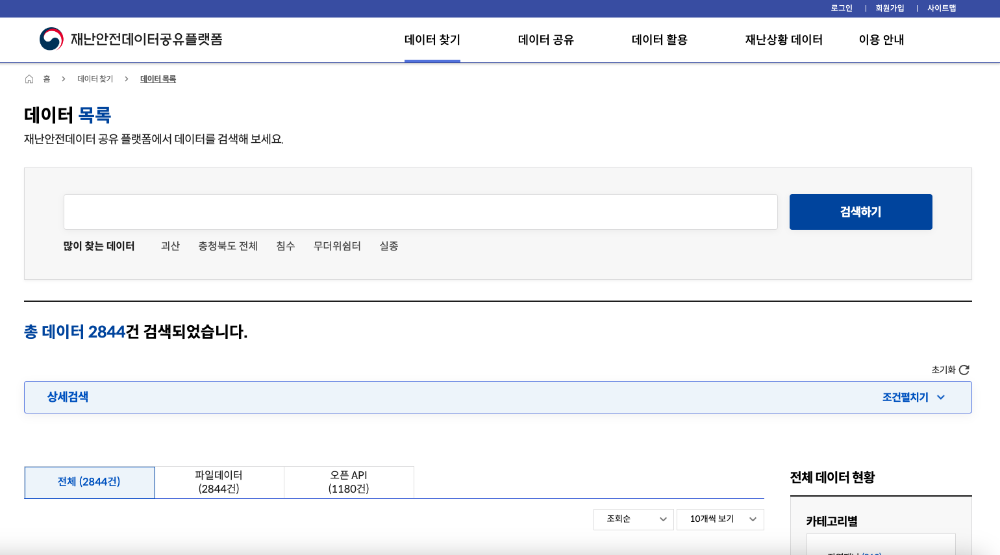 로그인 회원가입 사이트맵
재난안전데이터공유플랫폼 데이터 찾기 데이터 공유 데이터 활용 재난상황 데이터 이용 안내
홈 데이터 찾기 데이터 목록
데이터 목록
재난안전데이터 공유 플랫폼에서 데이터를 검색해 보세요.
검색하기
많이 찾는 데이터 괴산 충청북도 전체 침수 무더위쉼터 실종
총 데이터 2844건 검색되었습니다.
초기화
상세검색 조건펼치기
전체 (2844건)
파일데이터
(2844건)
오픈 API
(1180건)
조회순 10개씩 보기
전체 데이터 현황
카테고리별